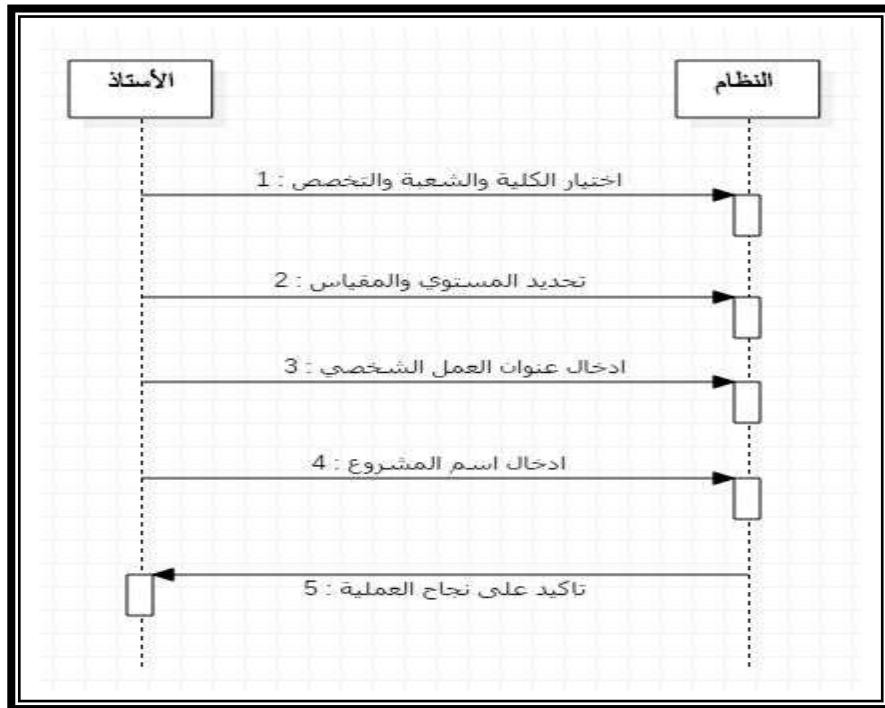 الأستاذ
النظام
1 : اختيار الكلية والشعبة والتخصص
2 : تحديد المستوي والمقياس
3 : ادخال عنوان العمل الشخصي
4 : ادخال اسم المشروع
5 : تاكيد على نجاح العملية